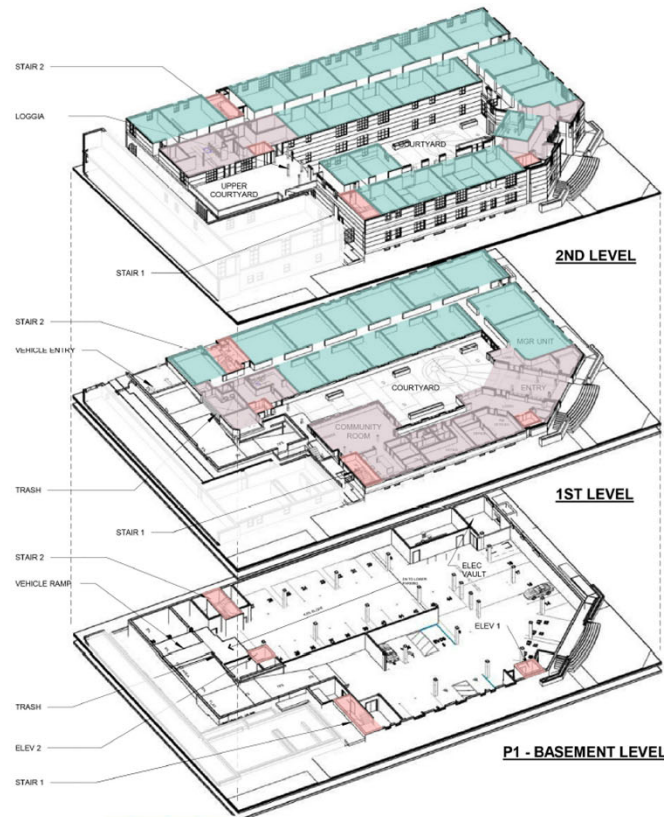 STAIR 2
LOGGIA
COURTYARD
UPPER
COURTYARD
2ND LEVEL
STAIR 1
STAIR 2
VEHICLE ENTRY
MGR UNIT
COURTYARD
ENTRY
COMMUNITY
ROOM
TRASH
1ST LEVEL
STAIR 1
STAIR 2
ELEC
VAULT
VEHICLE RAMP
ELEV 1
TRASH
ELEV 2
P1 - BASEMENT LEVEL
STAIR 1